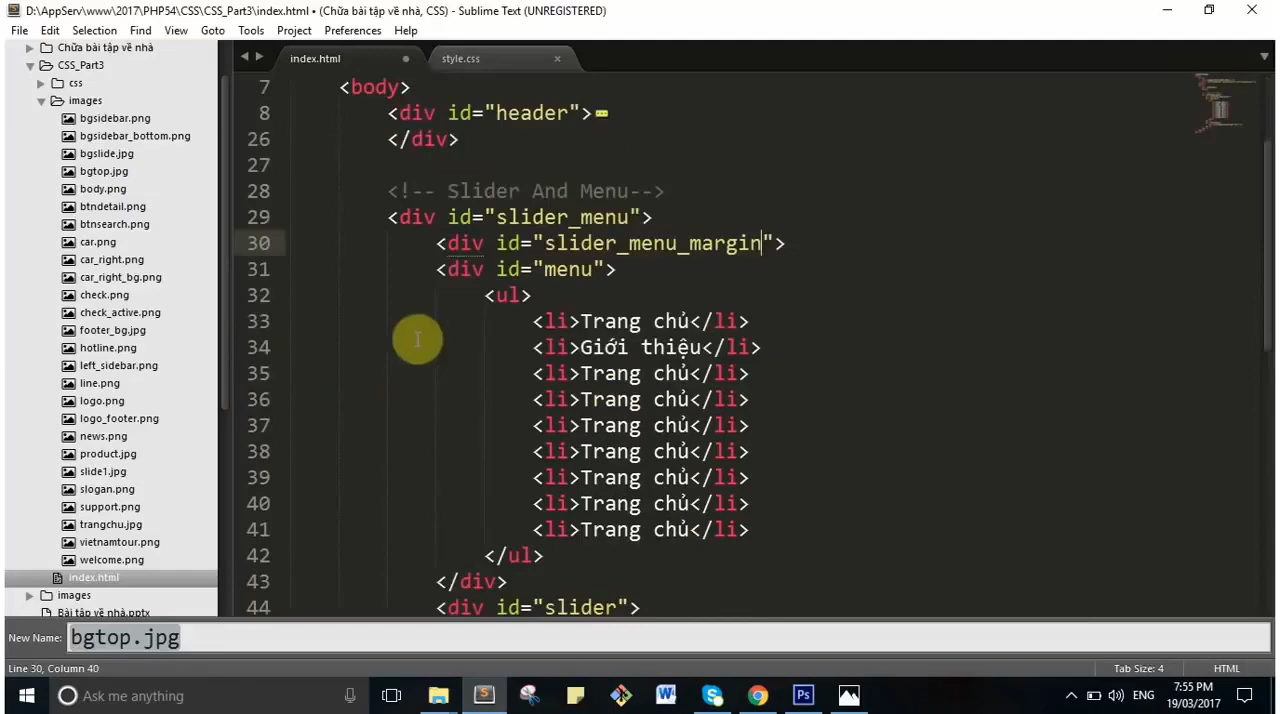 D:\AppServ\www\2017\PHP54\CSS\CSS_Part3\index.html • (Chữa bài tập về nhà, CSS) - Sublime Text (UNREGISTERED)
File Edit Selection Find View Goto Tools Project Preferences Help
Chữa bài tập về nhà
CSS_Part3
css
images
bgsidebar.png
bgsidebar_bottom.png
bgslide.jpg
bgtop.jpg
body.png
btndetail.png
btnsearch.png
car.png
car_right.png
car_right_bg.png
check.png
check_active.png
footer_bg.jpg
hotline.png
left_sidebar.png
line.png
logo.png
logo_footer.png
news.png
product.jpg
slide1.jpg
slogan.png
support.png
trangchu.jpg
vietnamtour.png
welcome.png
index.html
images
Bài tập về nhà.pptx
index.html
style.css
7 <body>
8 <div id="header">
26 </div>
27
28 <!-- Slider And Menu-->
29 <div id="slider_menu">
30 <div id="slider_menu_margin">
31 <div id="menu">
32 <ul>
33 <li>Trang chủ</li>
34 <li>Giới thiệu</li>
35 <li>Trang chủ</li>
36 <li>Trang chủ</li>
37 <li>Trang chủ</li>
38 <li>Trang chủ</li>
39 <li>Trang chủ</li>
40 <li>Trang chủ</li>
41 <li>Trang chủ</li>
42 </ul>
43 </div>
44 <div id="slider">
New Name: bgtop.jpg
Line 30, Column 40
Tab Size: 4
HTML
Ask me anything
ENG
7:55 PM
19/03/2017